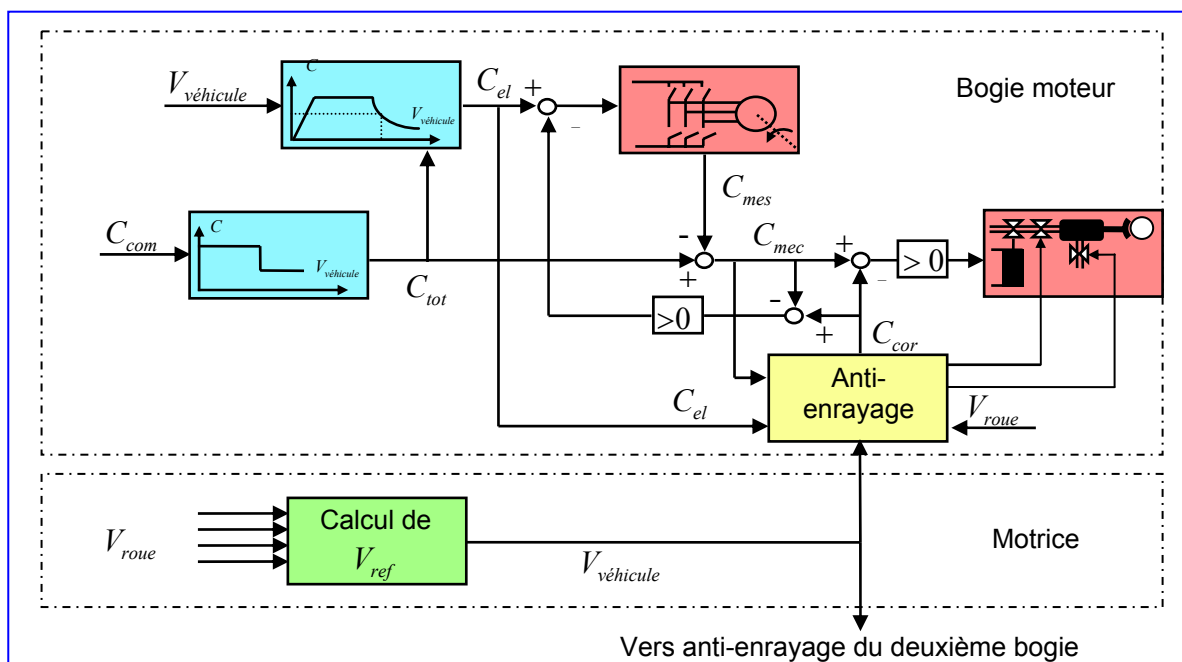 Bogie moteur
V_véhicule
C
V_véhicule
C_el
+
-
C_mes
C_com
C
V_véhicule
C_tot
-
+
C_mec
+
-
> 0
>0
-
+
C_cor
Anti-
enrayage
C_el
V_roue
V_roue
Calcul de
V_ref
V_véhicule
Motrice
Vers anti-enrayage du deuxième bogie